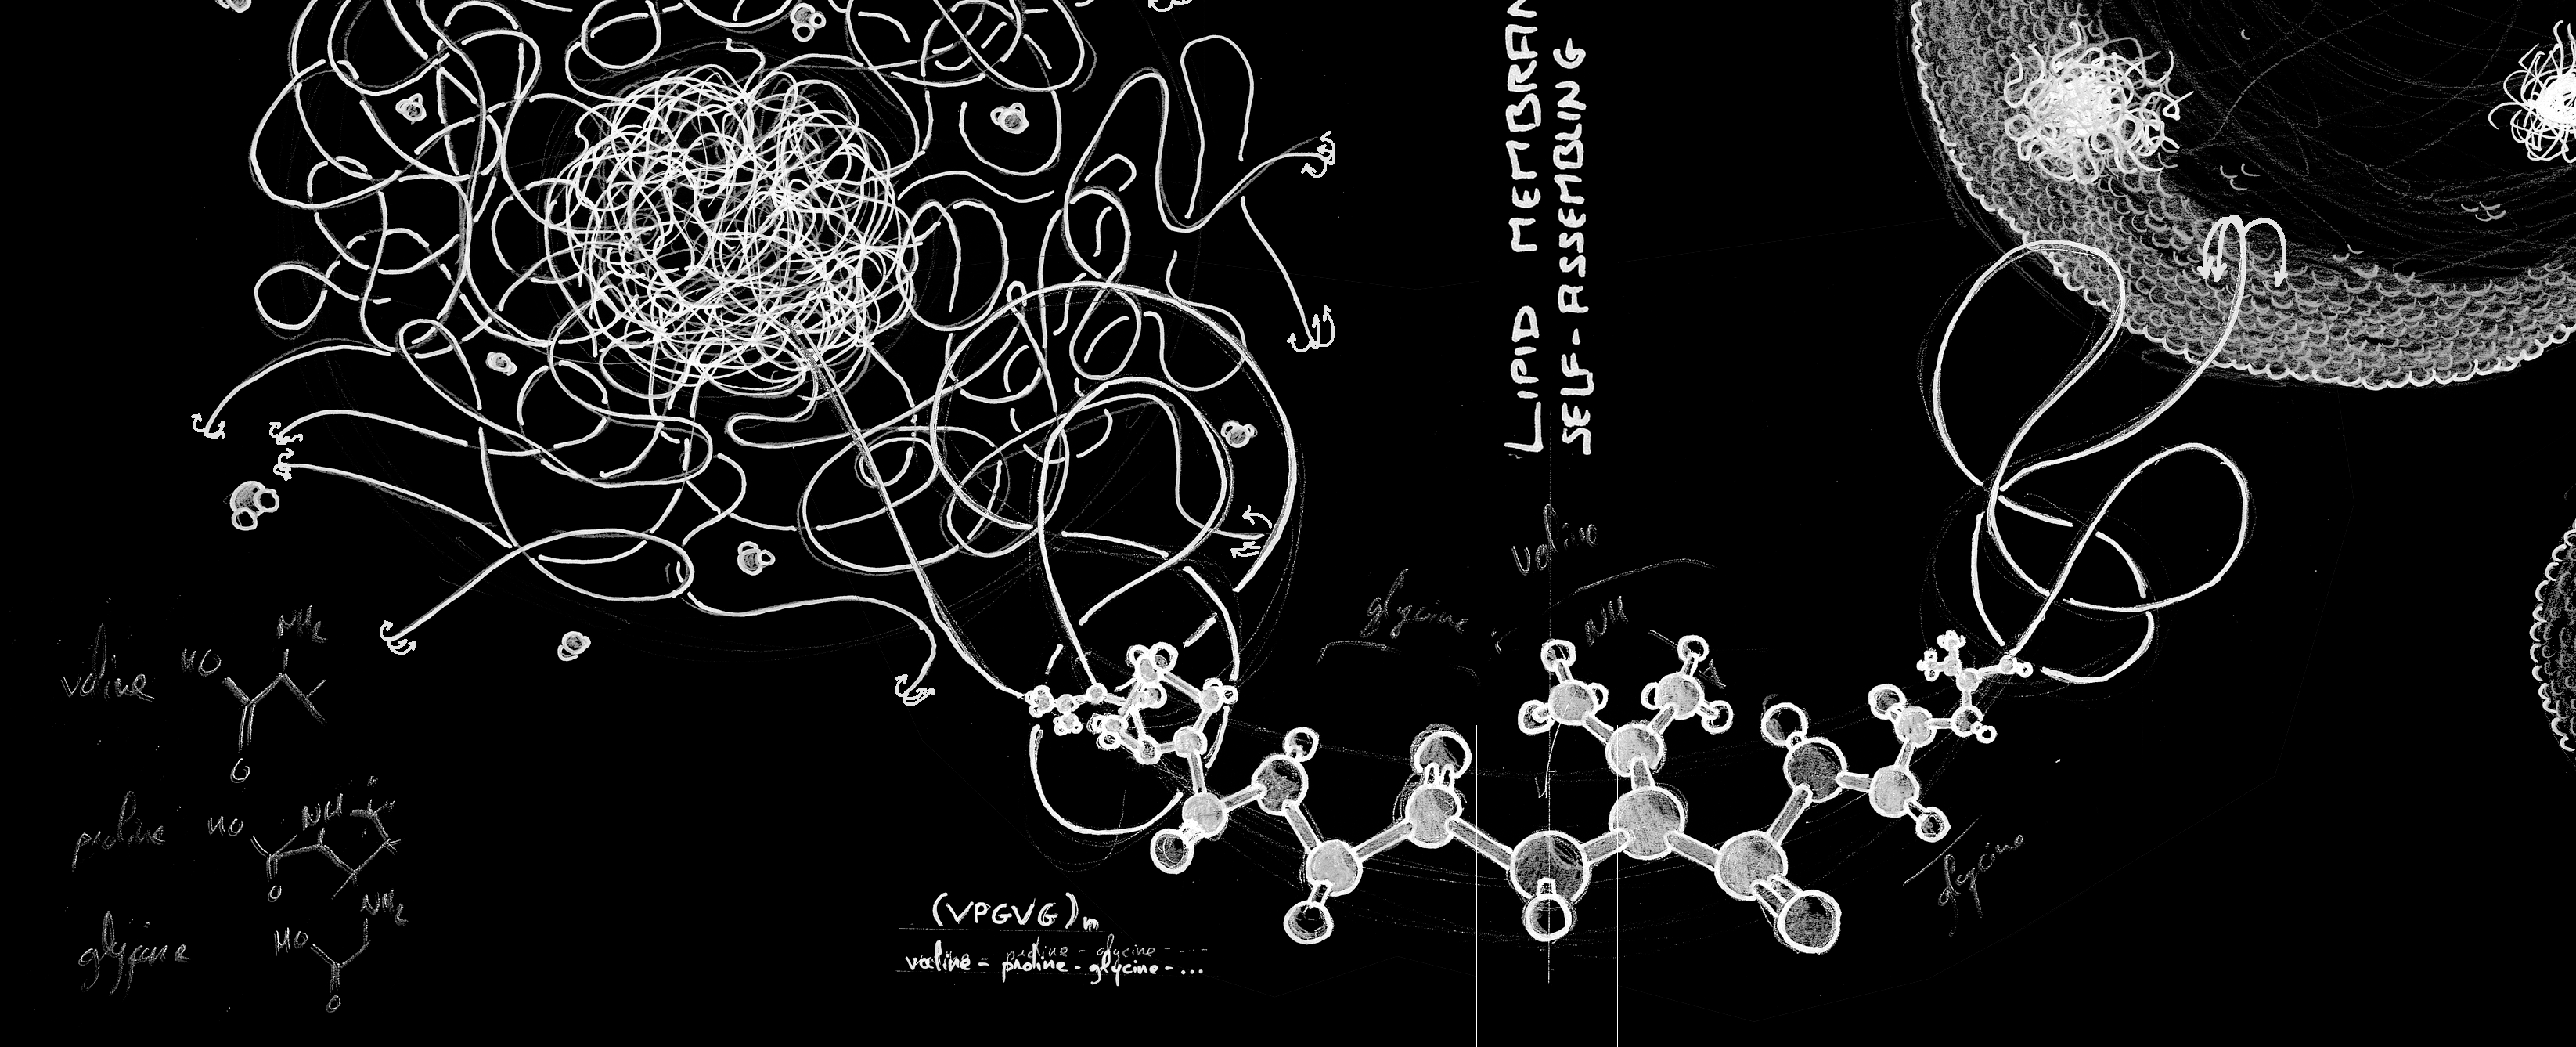 LIPID MEMBRAN
SELF-ASSEMBLING
valine
glycine
NH
valine
HO
NH2
O
proline
HO
NH
O
glycine
NH2
HO
O
(VPGVG)n
proline - glycine - ....
valine - proline - glycine - ...
glycine